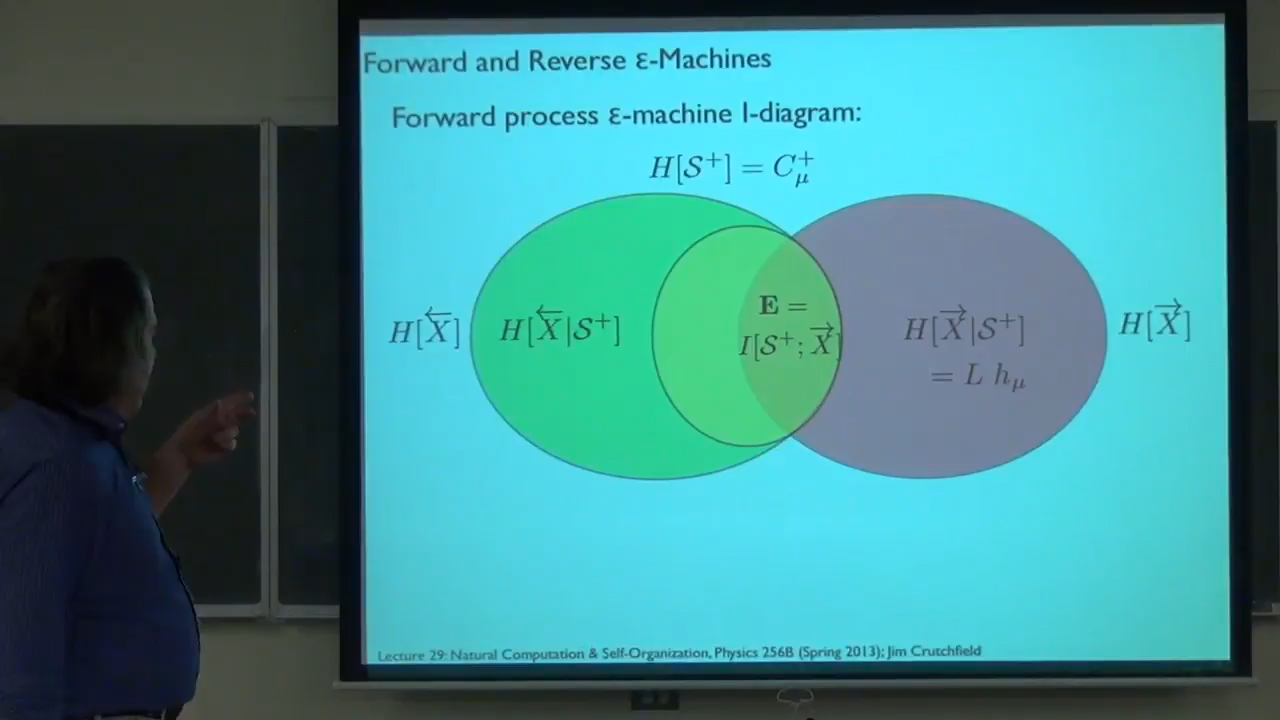 Forward and Reverse ε-Machines
Forward process ε-machine I-diagram:
H[𝒮⁺] = C_μ⁺
H[X⃖]
H[X⃖|𝒮⁺]
E =
I[𝒮⁺; X⃗]
H[X⃗|𝒮⁺]
= L h_μ
H[X⃗]
Lecture 29: Natural Computation & Self-Organization, Physics 256B (Spring 2013); Jim Crutchfield